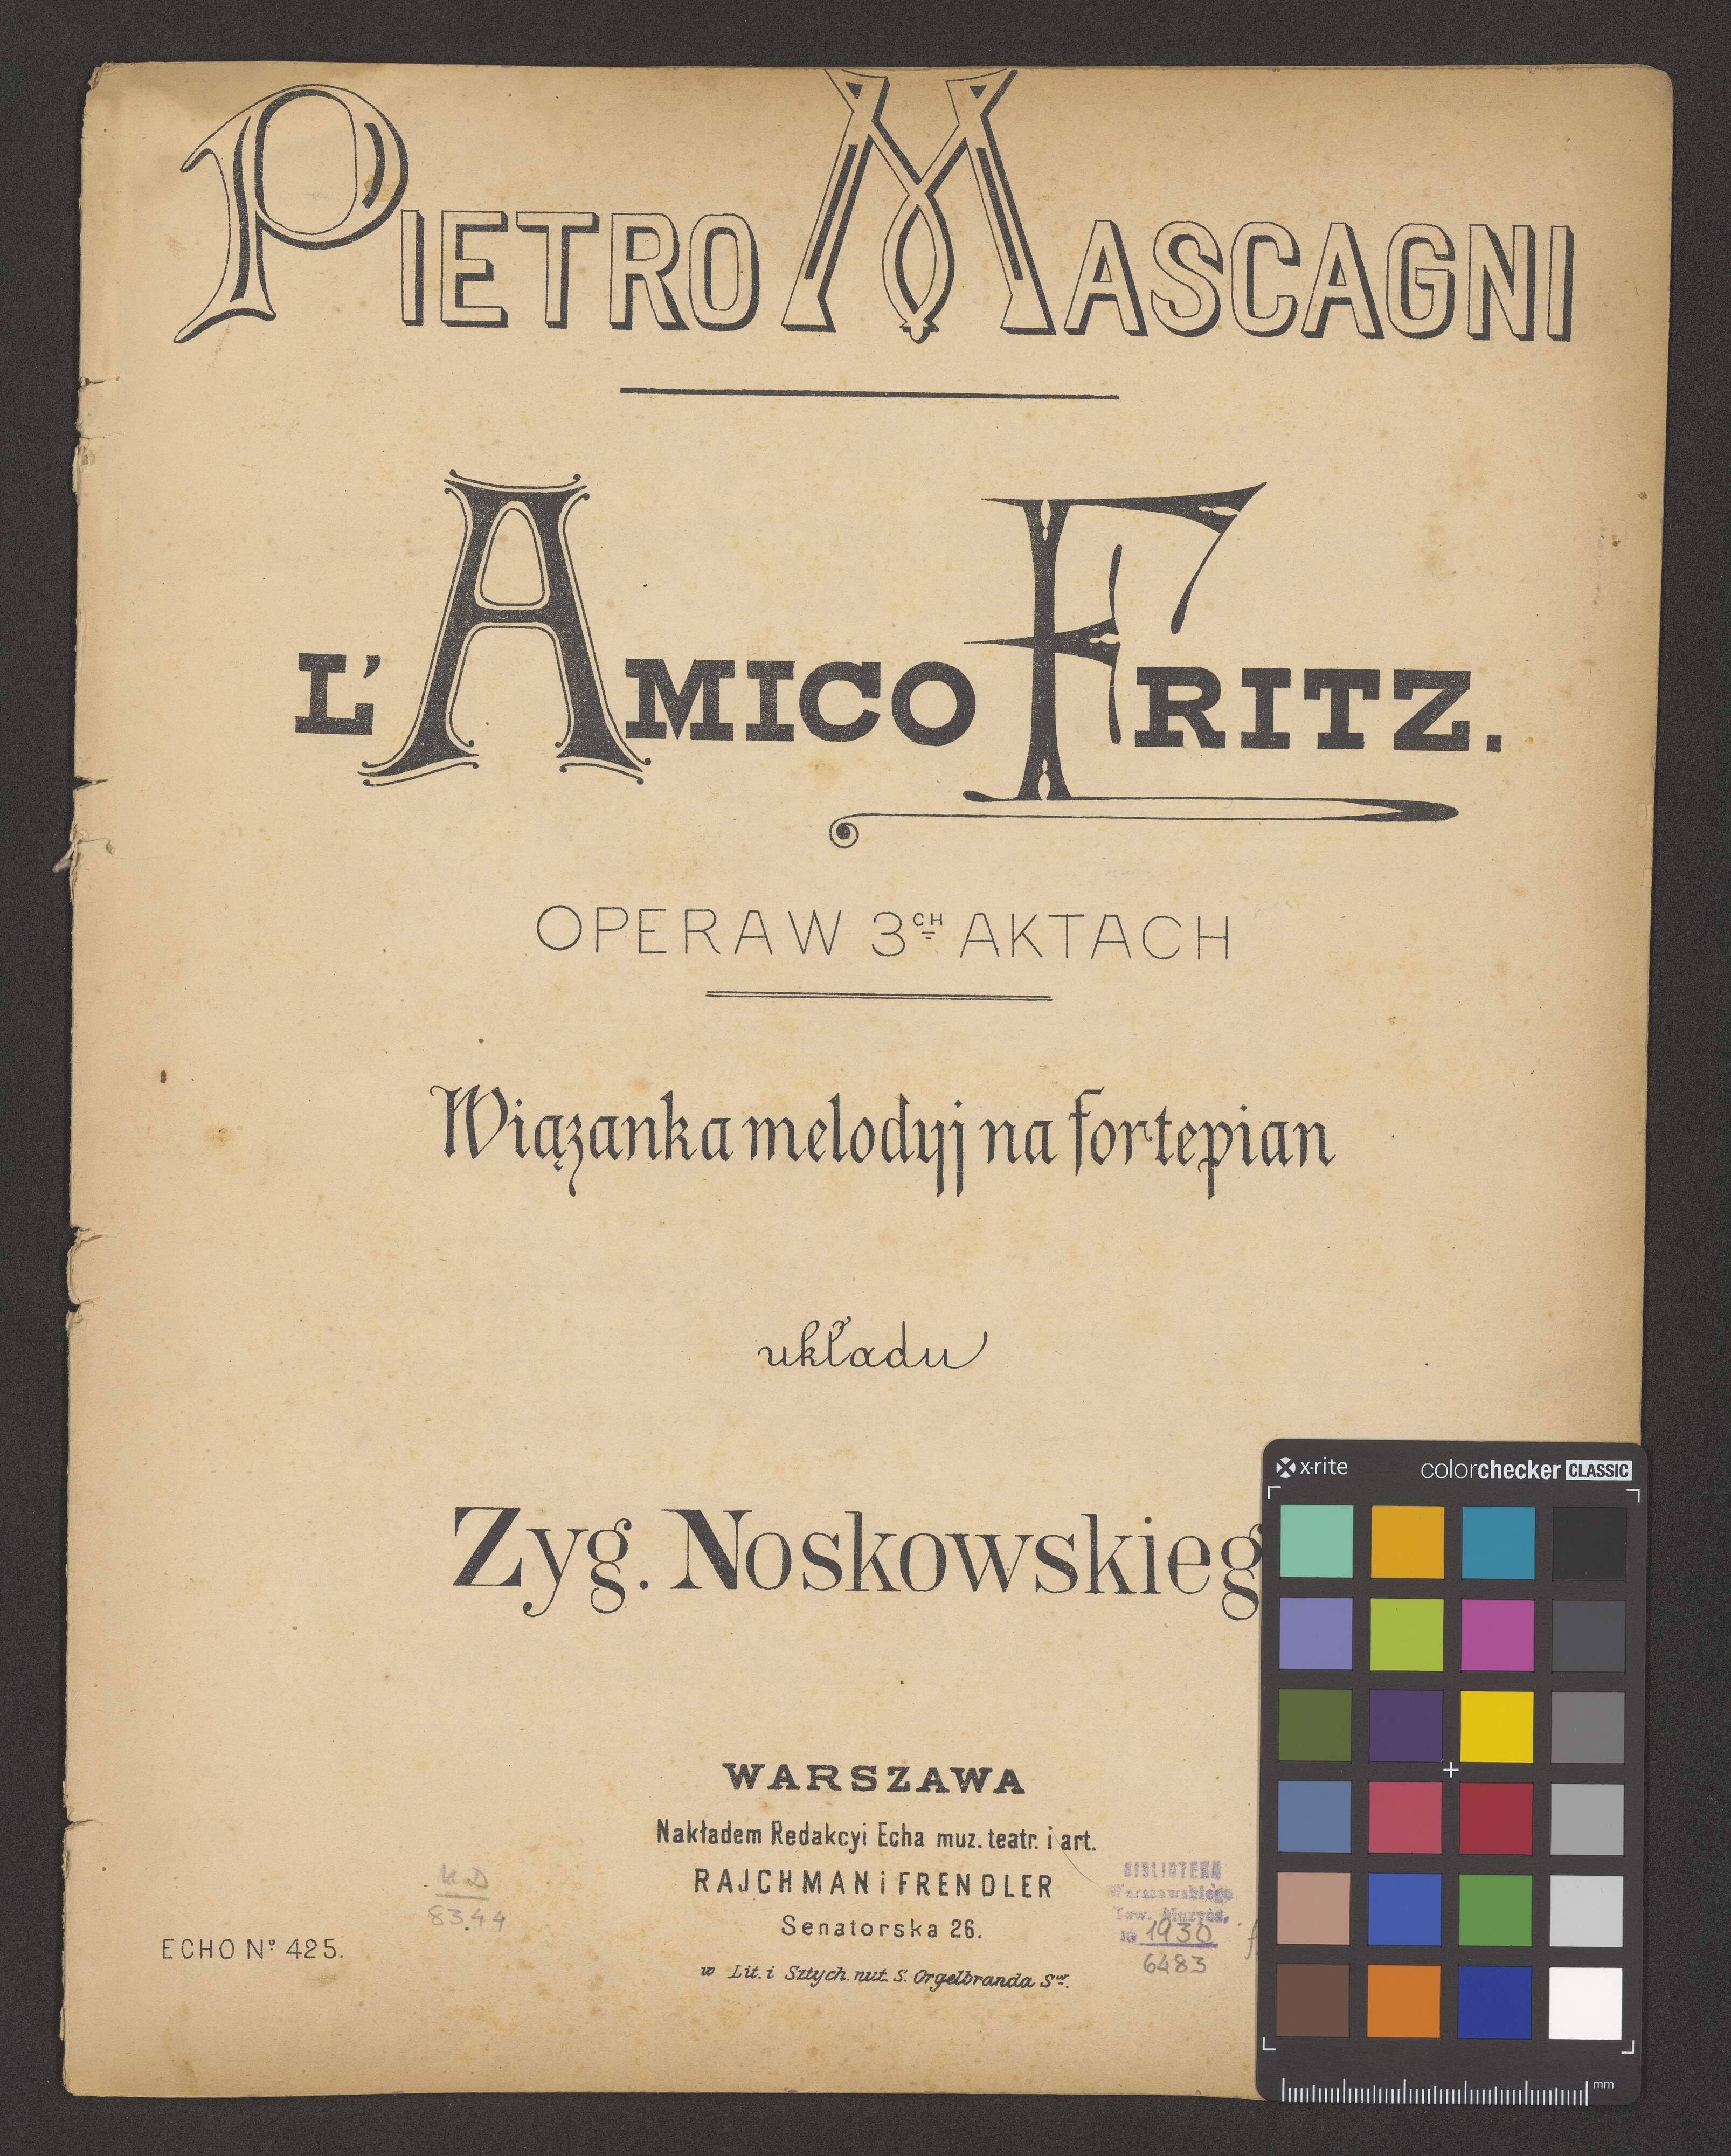 PIETRO MASCAGNI
L'AMICO FRITZ.
OPERA W 3CH AKTACH
Wiązanka melodyj na fortepian
układu
Zyg. Noskowskieg
WARSZAWA
Nakładem Redakcyi Echa muz. teatr. i art.
RAJCHMAN i FRENDLER
Senatorska 26.
w Lit. i Sztych. nut. S. Orgelbranda Sów.
ECHO No 425.
K D
83.44
BIBLIOTEKA
Warszawskiego
Tow. Muzycz.
№ 1930
6483
x-rite
colorchecker CLASSIC
mm